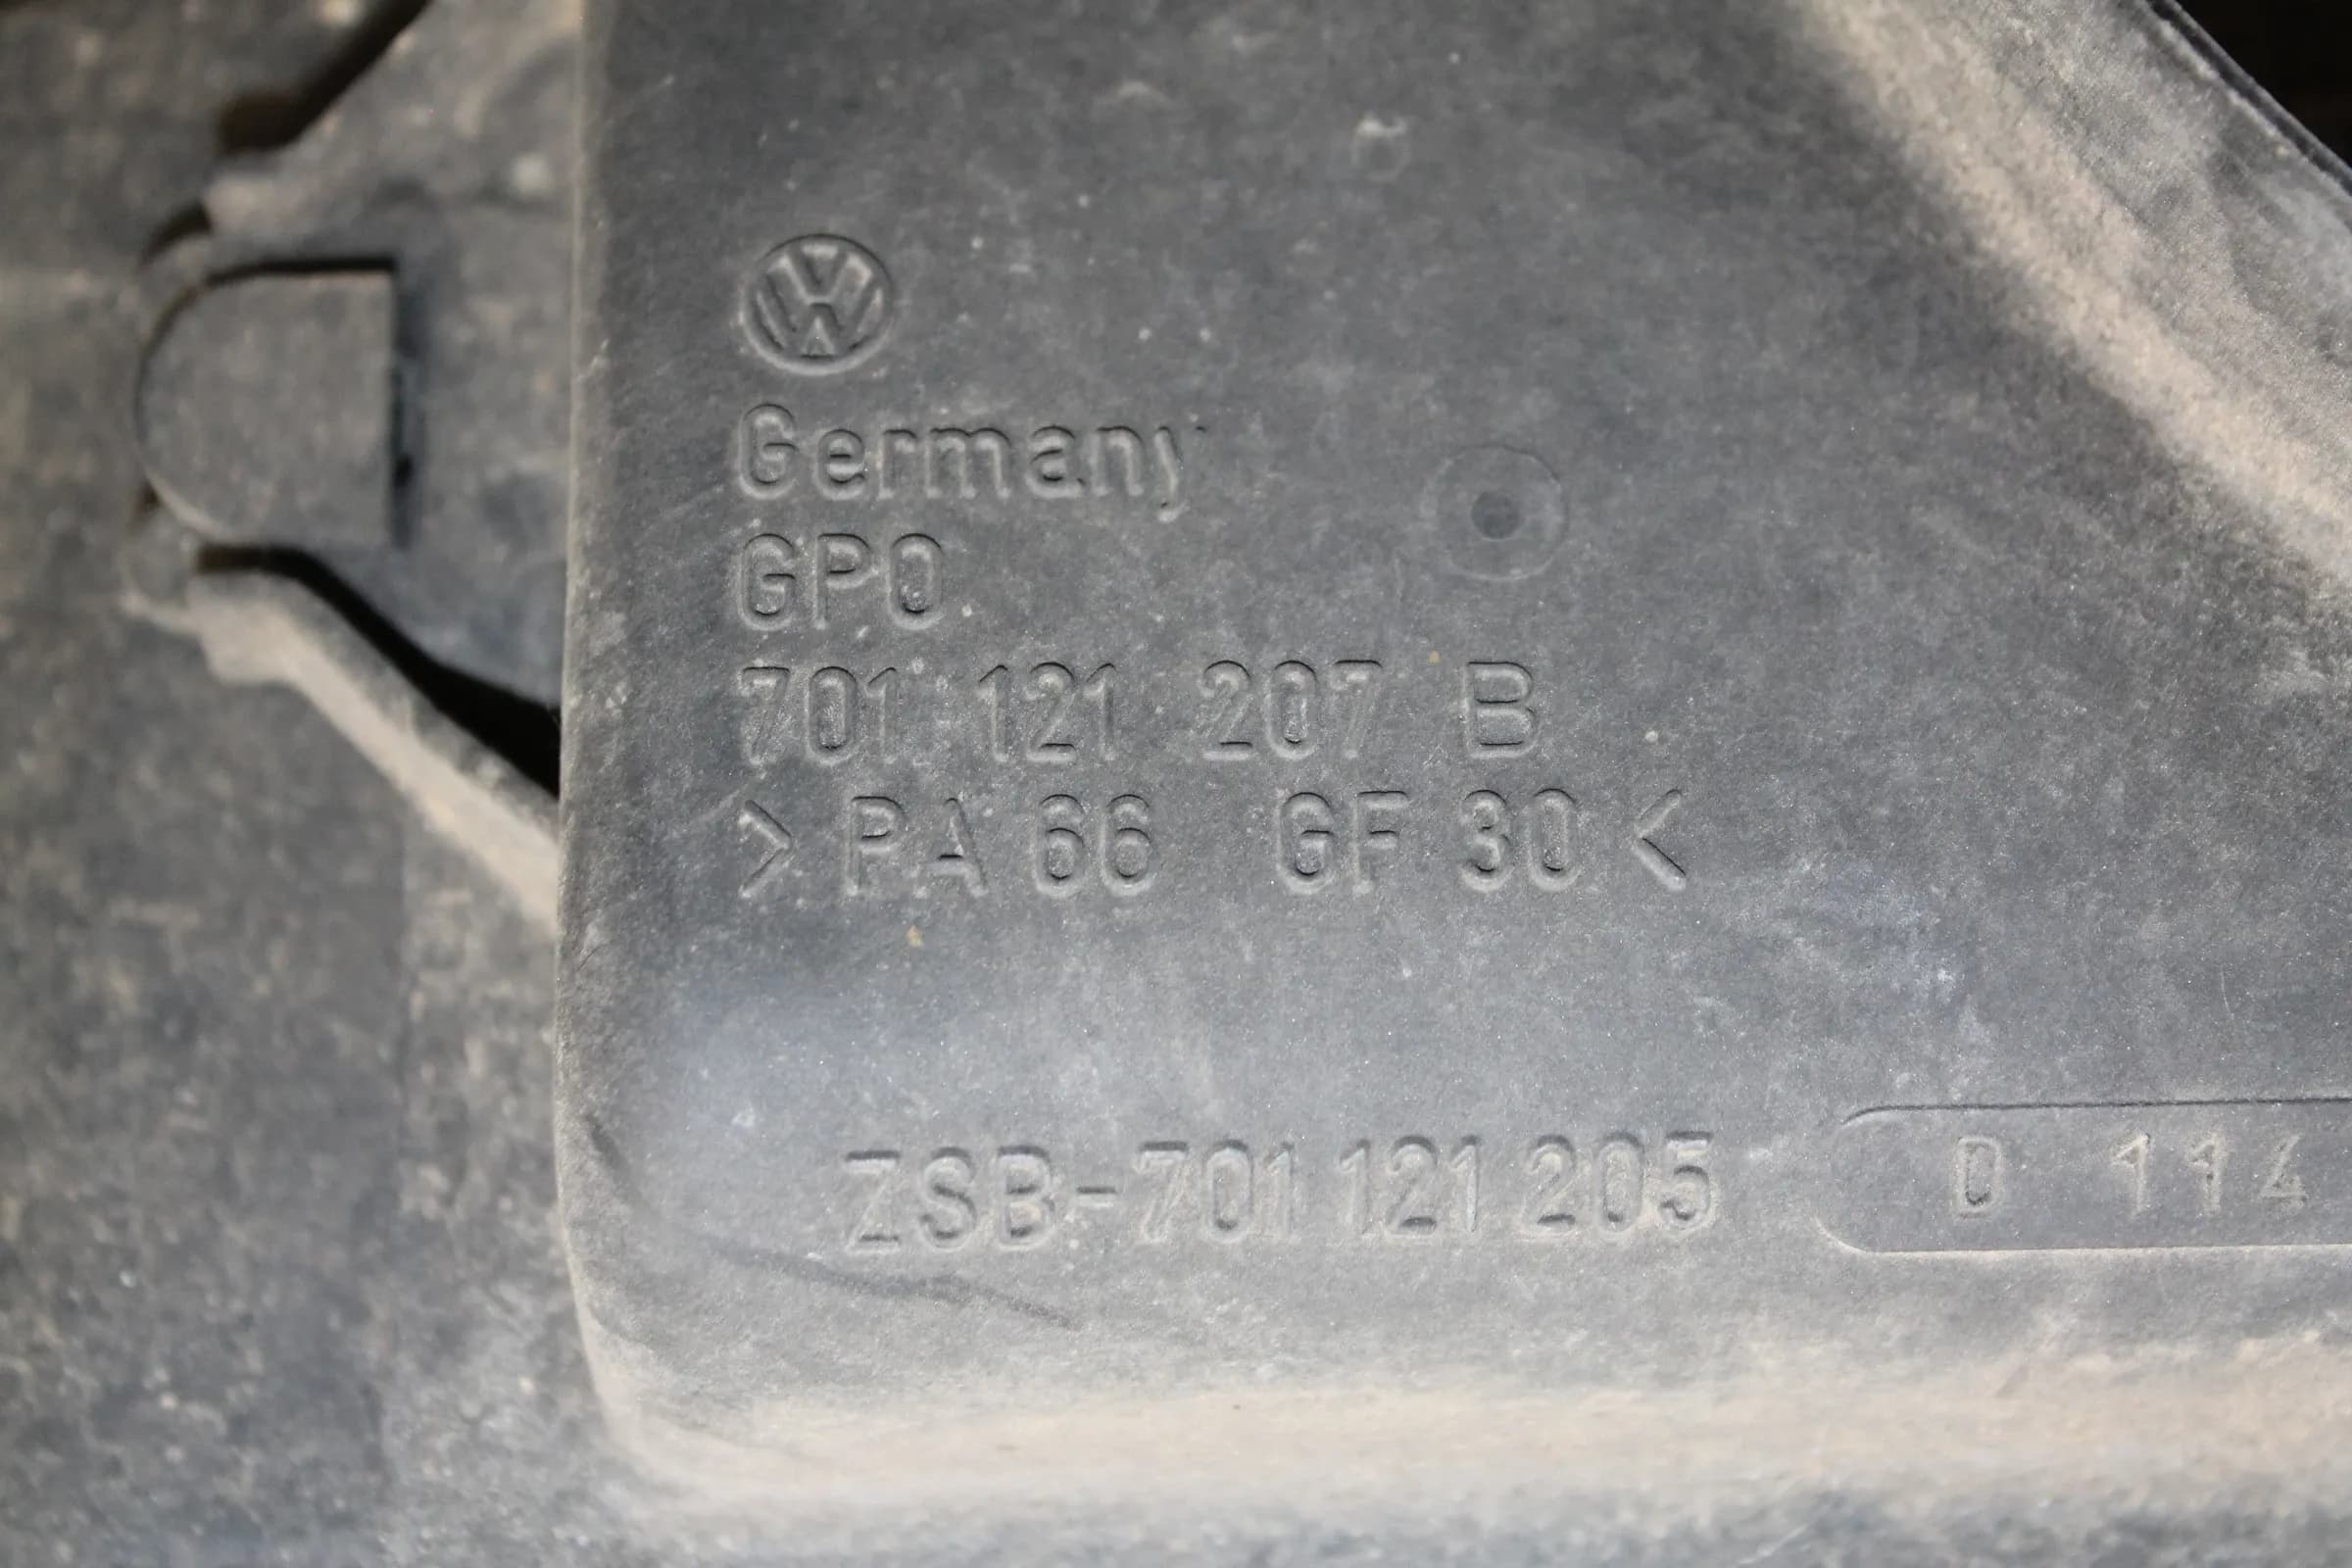 Germany
GPO
701 121 207 B
>PA 66 GF 30<
ZSB-701 121 205
D 114